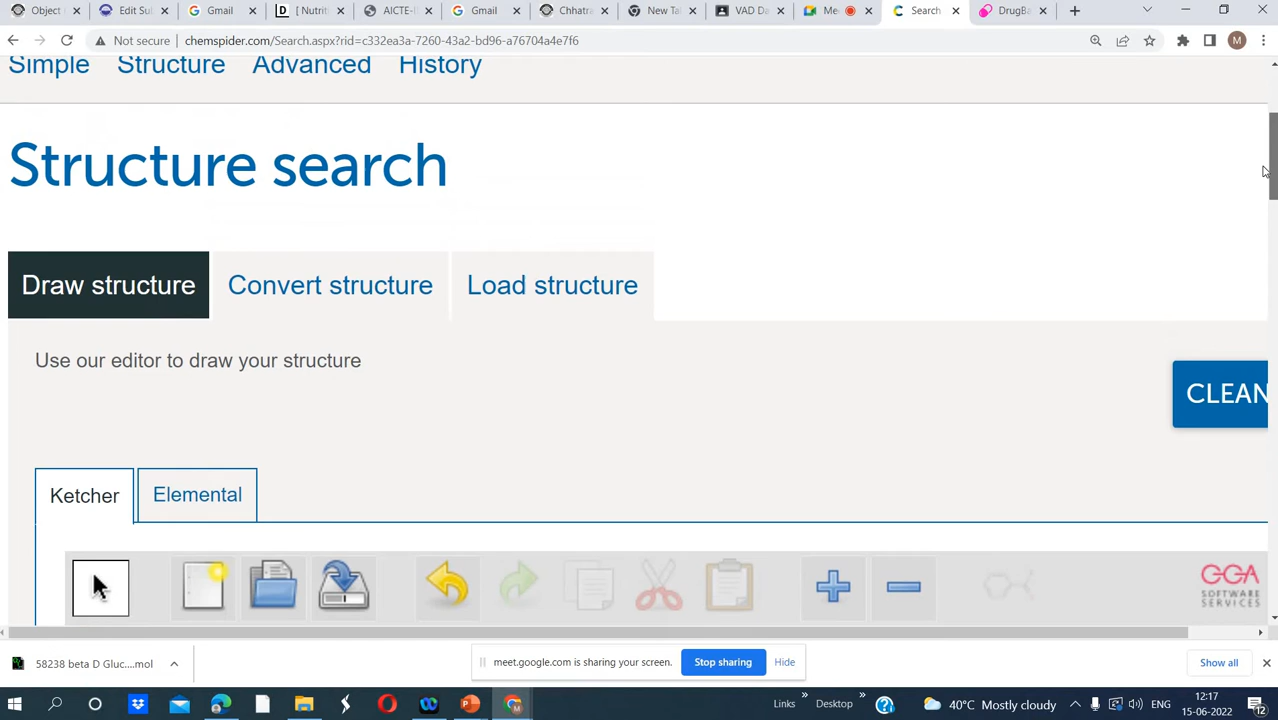 Object
Edit Sul
Gmail
[ Nutriti
AICTE-I
Gmail
Chhatra
New Ta
VAD Da
Me
Search
DrugBa
Not secure
chemspider.com/Search.aspx?rid=c332ea3a-7260-43a2-bd96-a76704a4e7f6
M
Simple Structure Advanced History
Structure search
Draw structure Convert structure Load structure
Use our editor to draw your structure
CLEAN
Ketcher Elemental
GGA
SOFTWARE
SERVICES
58238 beta D Gluc....mol
meet.google.com is sharing your screen. Stop sharing Hide
Show all
Links Desktop 40°C Mostly cloudy ENG
12:17
15-06-2022
12